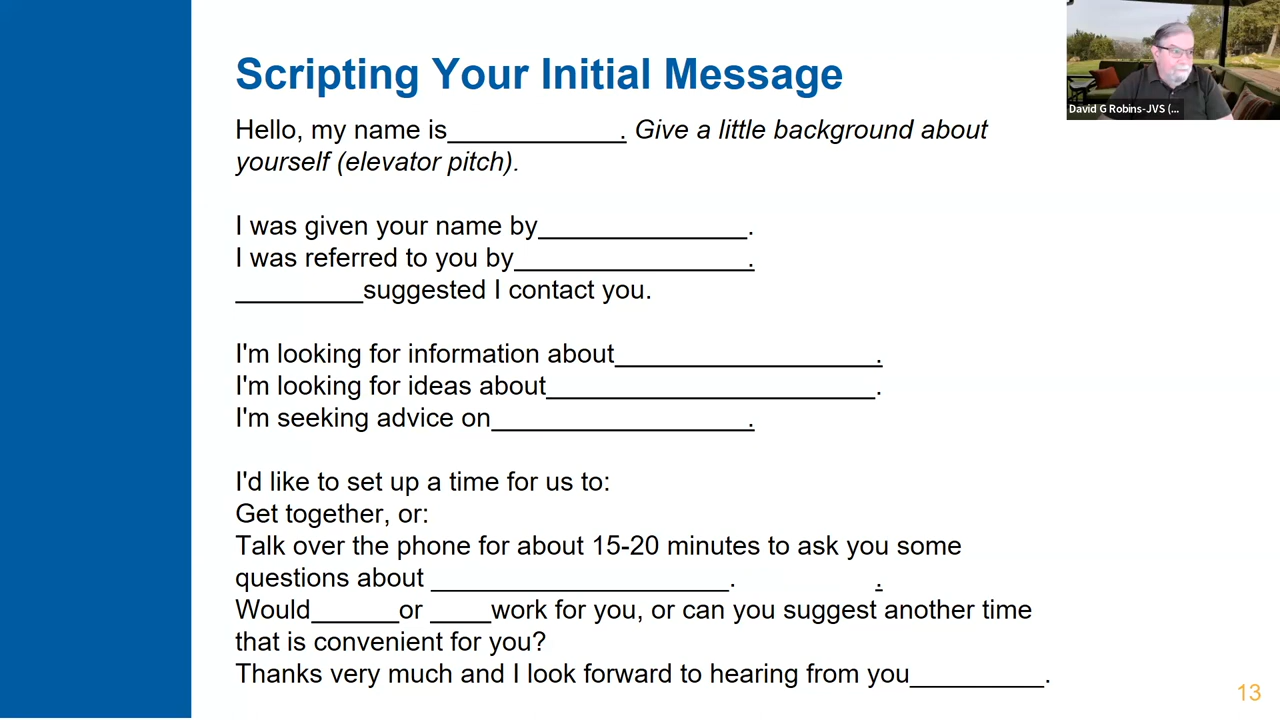 Scripting Your Initial Message
Hello, my name is____________. Give a little background about
yourself (elevator pitch).
I was given your name by______________.
I was referred to you by________________.
_________suggested I contact you.
I'm looking for information about__________________.
I'm looking for ideas about_______________________.
I'm seeking advice on__________________.
I'd like to set up a time for us to:
Get together, or:
Talk over the phone for about 15-20 minutes to ask you some
questions about _____________________. .
Would______or ____work for you, or can you suggest another time
that is convenient for you?
Thanks very much and I look forward to hearing from you_________.
David G Robins-JVS (...
13